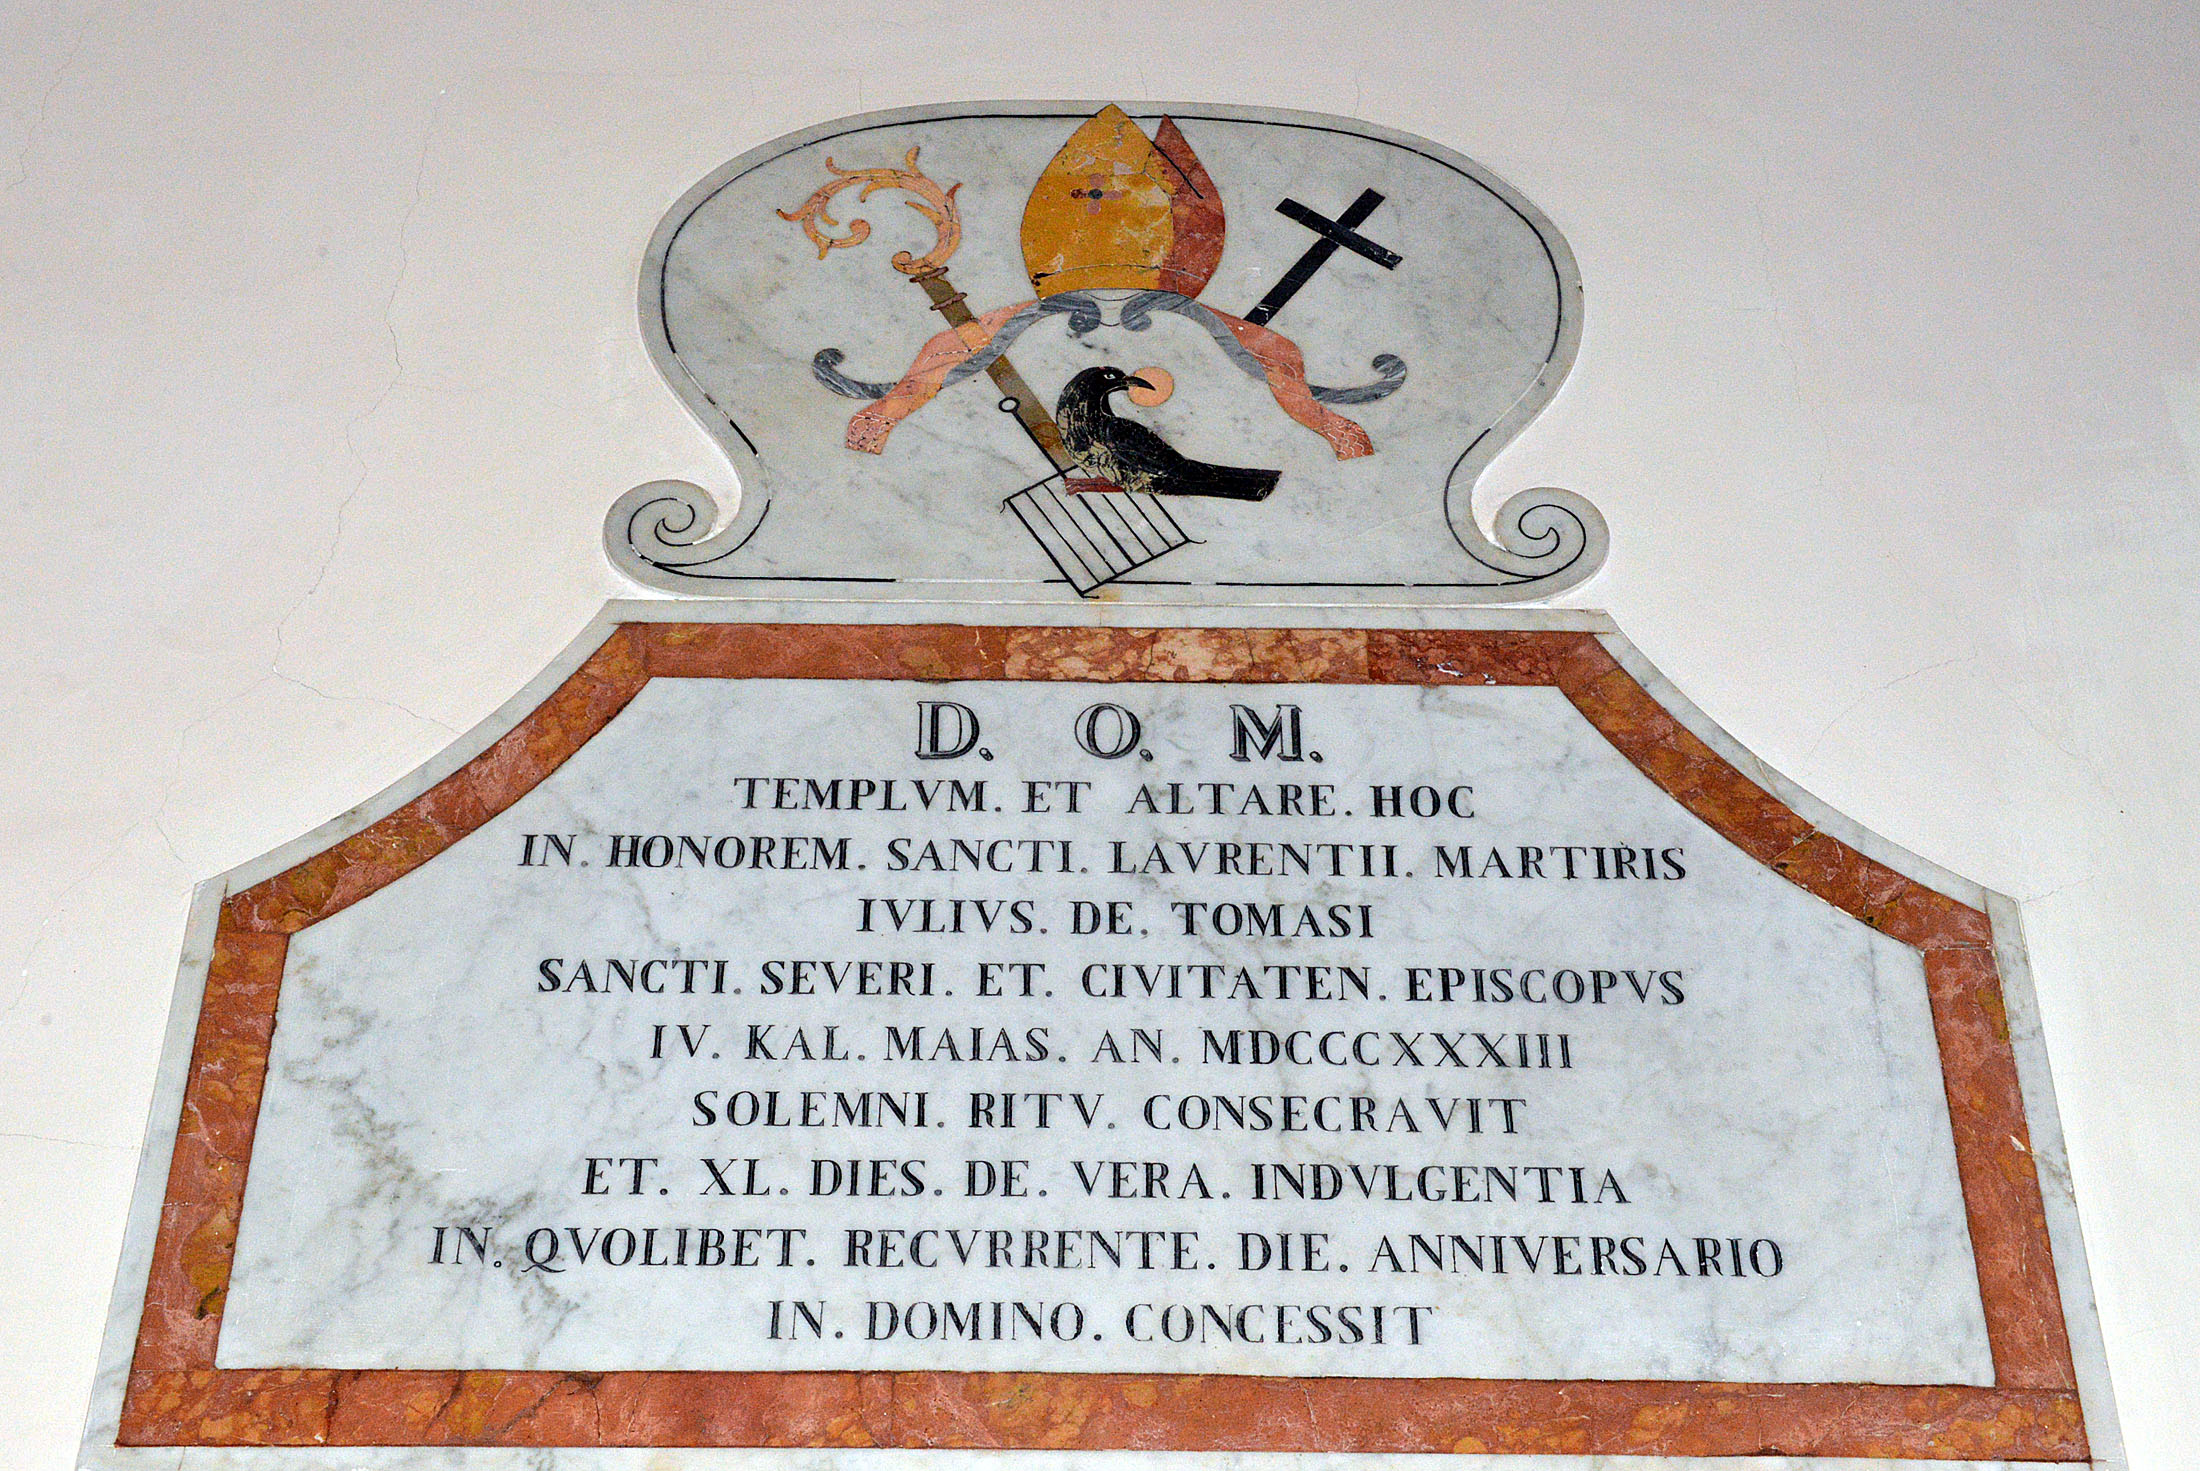 D. O. M.
TEMPLVM. ET ALTARE. HOC
IN. HONOREM. SANCTI. LAVRENTII. MARTIRIS
IVLIVS. DE. TOMASI
SANCTI. SEVERI. ET. CIVITATEN. EPISCOPVS
IV. KAL. MAIAS. AN. MDCCCXXXIII
SOLEMNI. RITV. CONSECRAVIT
ET. XL. DIES. DE. VERA. INDVLGENTIA
IN. QVOLIBET. RECVRRENTE. DIE. ANNIVERSARIO
IN. DOMINO. CONCESSIT